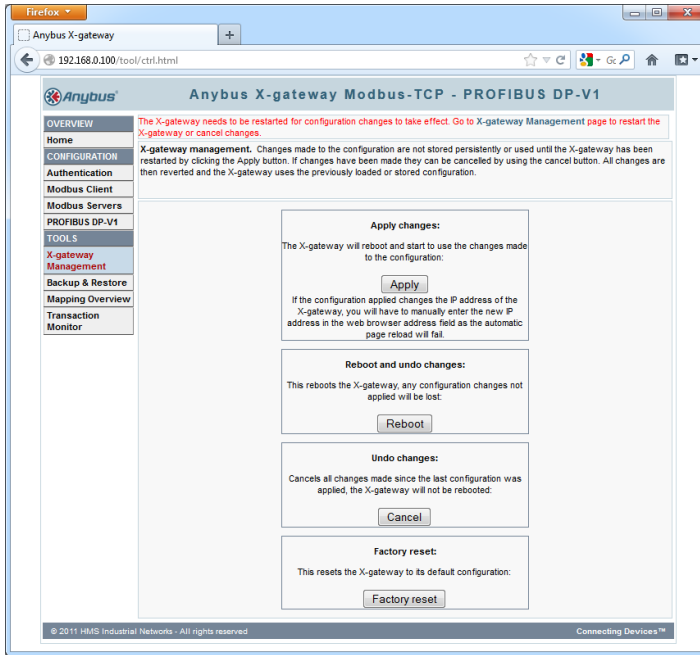 Firefox
Anybus X-gateway
192.168.0.100/tool/ctrl.html
Anybus
Anybus X-gateway Modbus-TCP - PROFIBUS DP-V1
OVERVIEW
Home
CONFIGURATION
Authentication
Modbus Client
Modbus Servers
PROFIBUS DP-V1
TOOLS
X-gateway
Management
Backup & Restore
Mapping Overview
Transaction
Monitor
The X-gateway needs to be restarted for configuration changes to take effect. Go to X-gateway Management page to restart the
X-gateway or cancel changes.
X-gateway management. Changes made to the configuration are not stored persistently or used until the X-gateway has been
restarted by clicking the Apply button. If changes have been made they can be cancelled by using the cancel button. All changes are
then reverted and the X-gateway uses the previously loaded or stored configuration.
Apply changes:
The X-gateway will reboot and start to use the changes made
to the configuration:
Apply
If the configuration applied changes the IP address of the
X-gateway, you will have to manually enter the new IP
address in the web browser address field as the automatic
page reload will fail.
Reboot and undo changes:
This reboots the X-gateway, any configuration changes not
applied will be lost:
Reboot
Undo changes:
Cancels all changes made since the last configuration was
applied, the X-gateway will not be rebooted:
Cancel
Factory reset:
This resets the X-gateway to its default configuration:
Factory reset
© 2011 HMS Industrial Networks - All rights reserved
Connecting Devices™